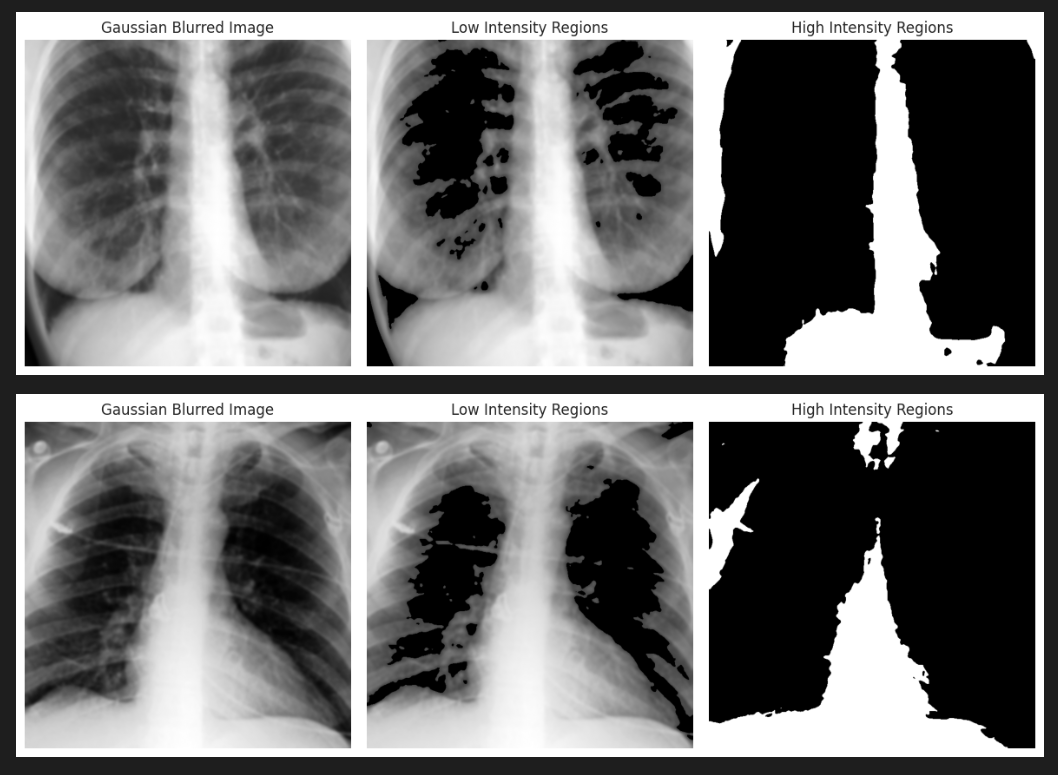 Gaussian Blurred Image
Low Intensity Regions
High Intensity Regions
Gaussian Blurred Image
Low Intensity Regions
High Intensity Regions